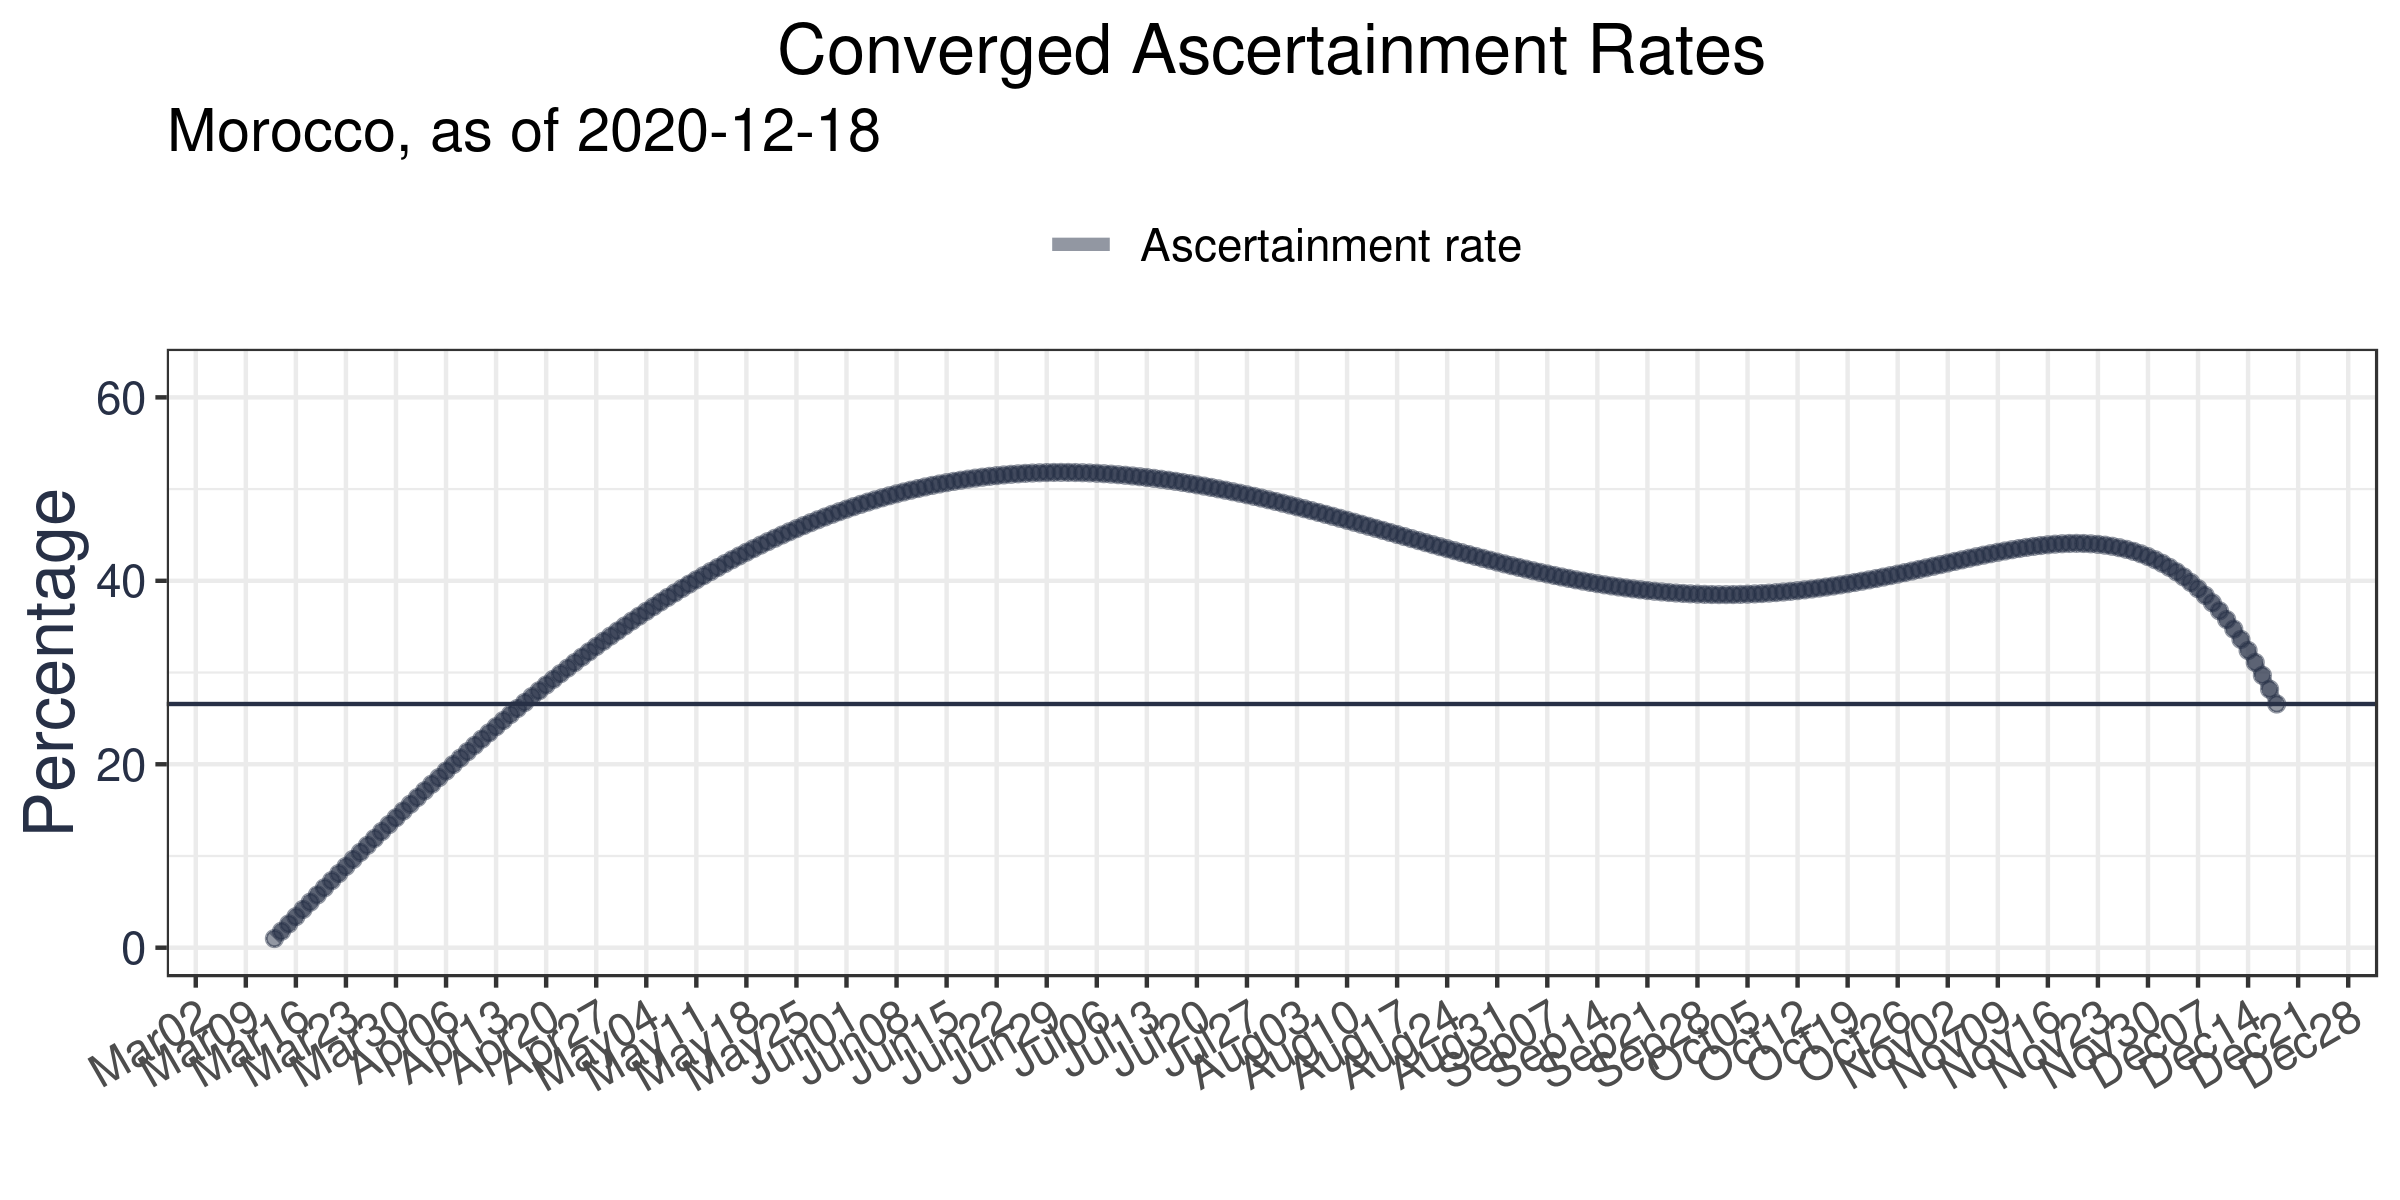 Converged Ascertainment Rates
Morocco, as of 2020-12-18
Ascertainment rate
Percentage
60
40
20
0
Mar02 Mar09 Mar16 Mar23 Mar30 Apr06 Apr13 Apr20 Apr27 May04 May11 May18 May25 Jun01 Jun08 Jun15 Jun22 Jun29 Jul06 Jul13 Jul20 Jul27 Aug03 Aug10 Aug17 Aug24 Aug31 Sep07 Sep14 Sep21 Sep28 Oct05 Oct12 Oct19 Oct26 Nov02 Nov09 Nov16 Nov23 Nov30 Dec07 Dec14 Dec21 Dec28